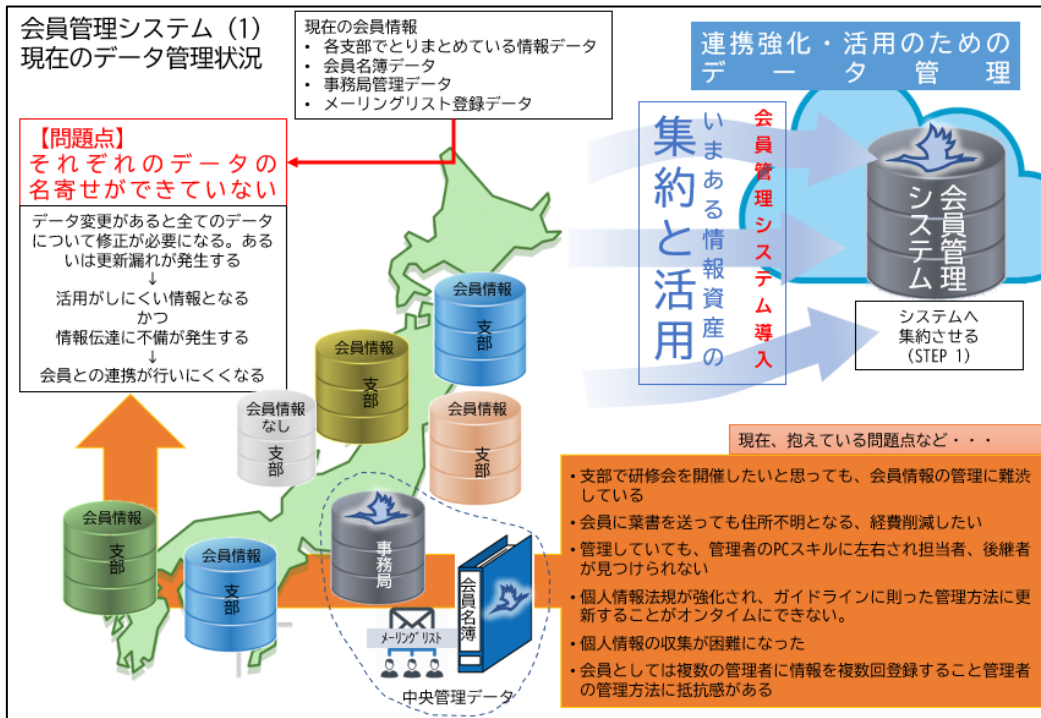 会員管理システム（1）
現在のデータ管理状況
現在の会員情報
・ 各支部でとりまとめている情報データ
・ 会員名簿データ
・ 事務局管理データ
・ メーリングリスト登録データ
連携強化・活用のための
データ管理
【問題点】
それぞれのデータの
名寄せができていない
データ変更があると全てのデータ
について修正が必要になる。ある
いは更新漏れが発生する
↓
活用がしにくい情報となる
かつ
情報伝達に不備が発生する
↓
会員との連携が行いにくくなる
会員管理システム導入
いまある情報資産の
集約と活用
会員管理
システム
システムへ
集約させる
(STEP 1)
会員情報
支部
会員情報
支部
会員情報
なし
支部
会員情報
支部
会員情報
支部
会員情報
支部
事務局
会員名簿
メーリングリスト
中央管理データ
現在、抱えている問題点など・・・
・支部で研修会を開催したいと思っても、会員情報の管理に難渋
している
・会員に葉書を送っても住所不明となる、経費削減したい
・管理していても、管理者のPCスキルに左右され担当者、後継者
が見つけられない
・個人情報法規が強化され、ガイドラインに則った管理方法に更
新することがオンタイムにできない。
・個人情報の収集が困難になった
・会員としては複数の管理者に情報を複数回登録すること管理者
の管理方法に抵抗感がある